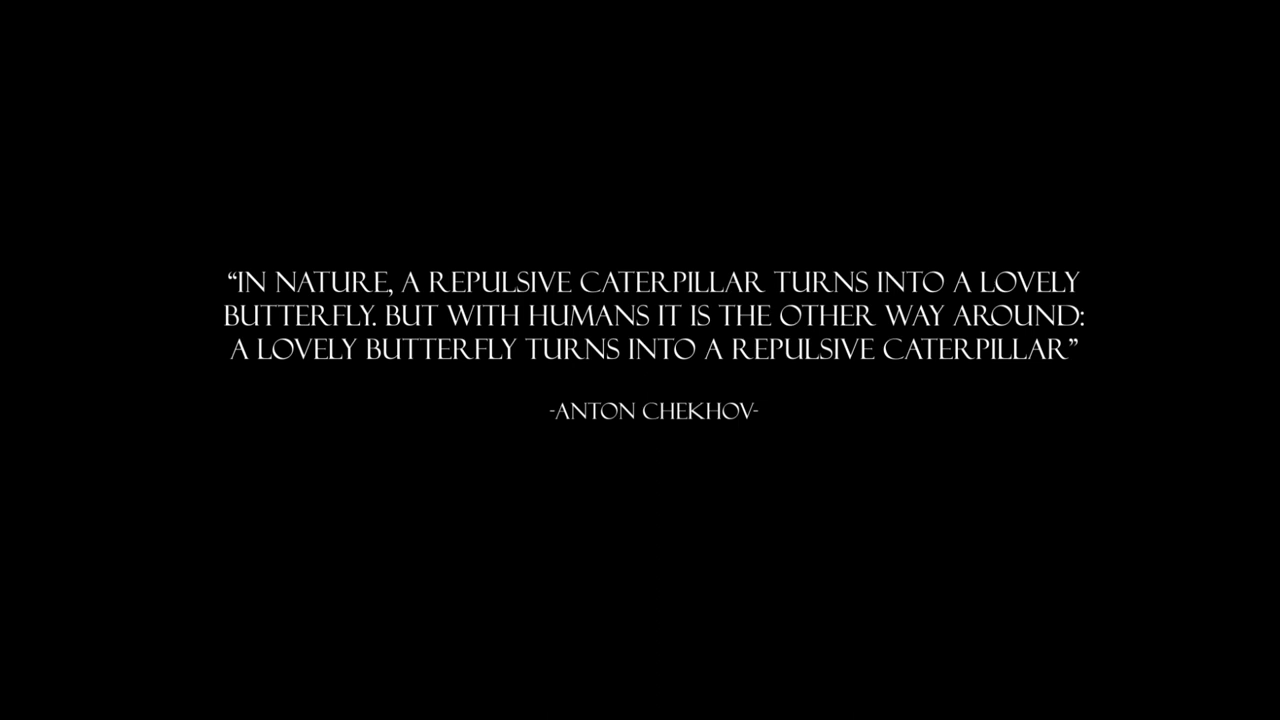 “IN NATURE, A REPULSIVE CATERPILLAR TURNS INTO A LOVELY
BUTTERFLY. BUT WITH HUMANS IT IS THE OTHER WAY AROUND:
A LOVELY BUTTERFLY TURNS INTO A REPULSIVE CATERPILLAR”
-ANTON CHEKHOV-